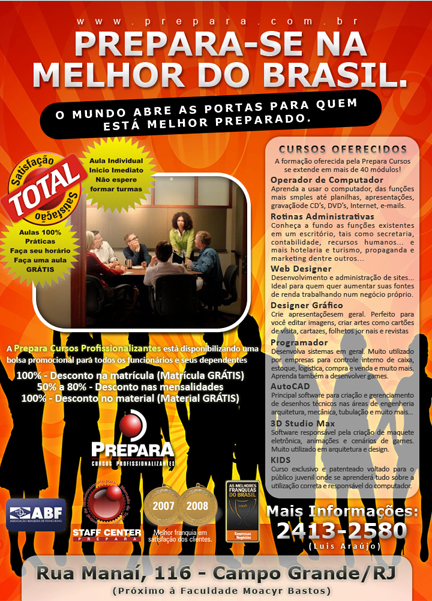 www.prepara.com.br
PREPARA-SE NA
MELHOR DO BRASIL.
O MUNDO ABRE AS PORTAS PARA QUEM
ESTÁ MELHOR PREPARADO.
Satisfação
TOTAL
Satisfação
Aula Individual
Inicio Imediato
Não espere
formar turmas
Aulas 100%
Práticas
Faça seu horário
Faça uma aula
GRÁTIS
A Prepara Cursos Profissionalizantes está disponibilizando uma
bolsa promocional para todos os funcionários e seus dependentes
100% - Desconto na matrícula (Matrícula GRÁTIS)
50% a 80% - Desconto nas mensalidades
100% - Desconto no material (Material GRÁTIS)
PREPARA
CURSOS PROFISSIONALIZANTES
CURSOS OFERECIDOS
A formação oferecida pela Prepara Cursos
se extende em mais de 40 módulos!
Operador de Computador
Aprenda a usar o computador, das funções
mais simples até planilhas, apresentações,
gravaçãode CD's, DVD's, Internet, e-mails.
Rotinas Administrativas
Conheça a fundo as funções existentes
em um escritório, tais como secretaria,
contabilidade, recursos humanos... e
mais hotelaria e turismo, propaganda e
marketing dentre outros...
Web Designer
Desenvolvimento e administração de sites...
Ideal para quem quer aumentar suas fontes
de renda trabalhando num negócio próprio.
Designer Gráfico
Crie apresentaçõesem geral. Perfeito para
você editar imagens, criar artes como cartões
de visita, cartazes, folhetos, jornais e revistas
Programador
Desenvolva sistemas em geral. Muito utilizado
por empresas para controle interno de caixa,
estoque, logística, compra e venda e muito mais.
Aprenda também a desenvolver games.
AutoCAD
Principal software para criação e gerenciamento
de desenhos técnicos nas áreas de engenharia
arquitetura, mecânica, tubulação e muito mais...
3D Studio Max
Software responsável pela criação de maquete
eletrônica, animações e cenários de games.
Muito utilizado em arquitetura e design.
KIDS
Curso exclusivo e patenteado voltado para o
público juvenil onde se aprenderá tudo sobre a
utilização correta e responsável do computador.
ABF
STAFF CENTER
PREPARA
2007
2008
Melhor franquia em
satisfação dos clientes.
AS MELHORES
FRANQUIAS
DO BRASIL
Mais Informações:
2413-2580
(Luis Araújo)
Rua Manaí, 116 - Campo Grande/RJ
(Próximo à Faculdade Moacyr Bastos)